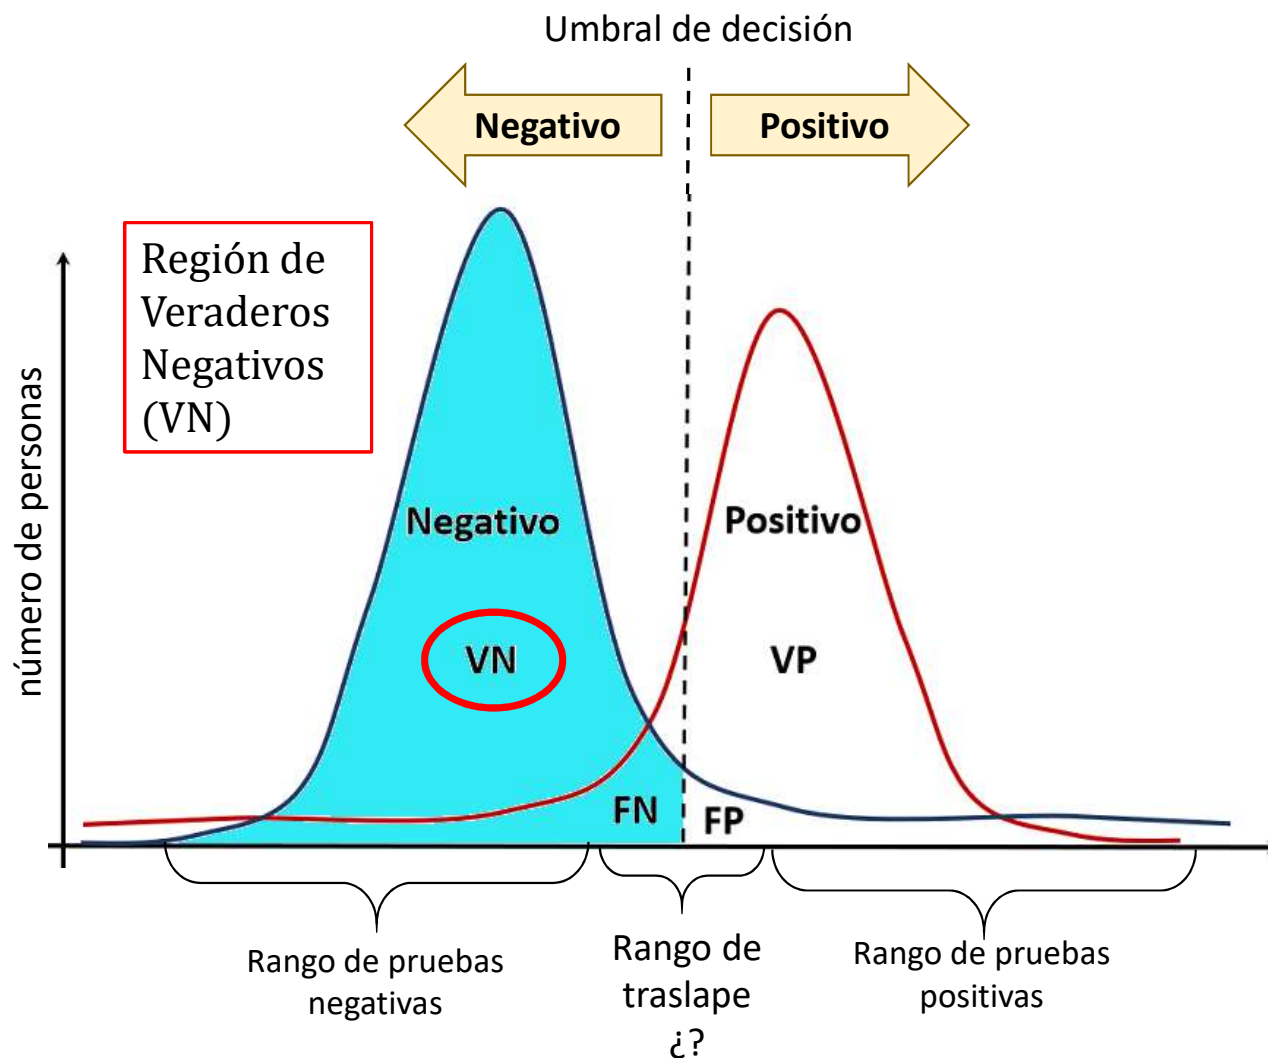 Umbral de decisión
Negativo
Positivo
Región de
Veraderos
Negativos
(VN)
número de personas
Negativo
Positivo
VN
VP
FN
FP
Rango de pruebas
negativas
Rango de
traslape
¿?
Rango de pruebas
positivas